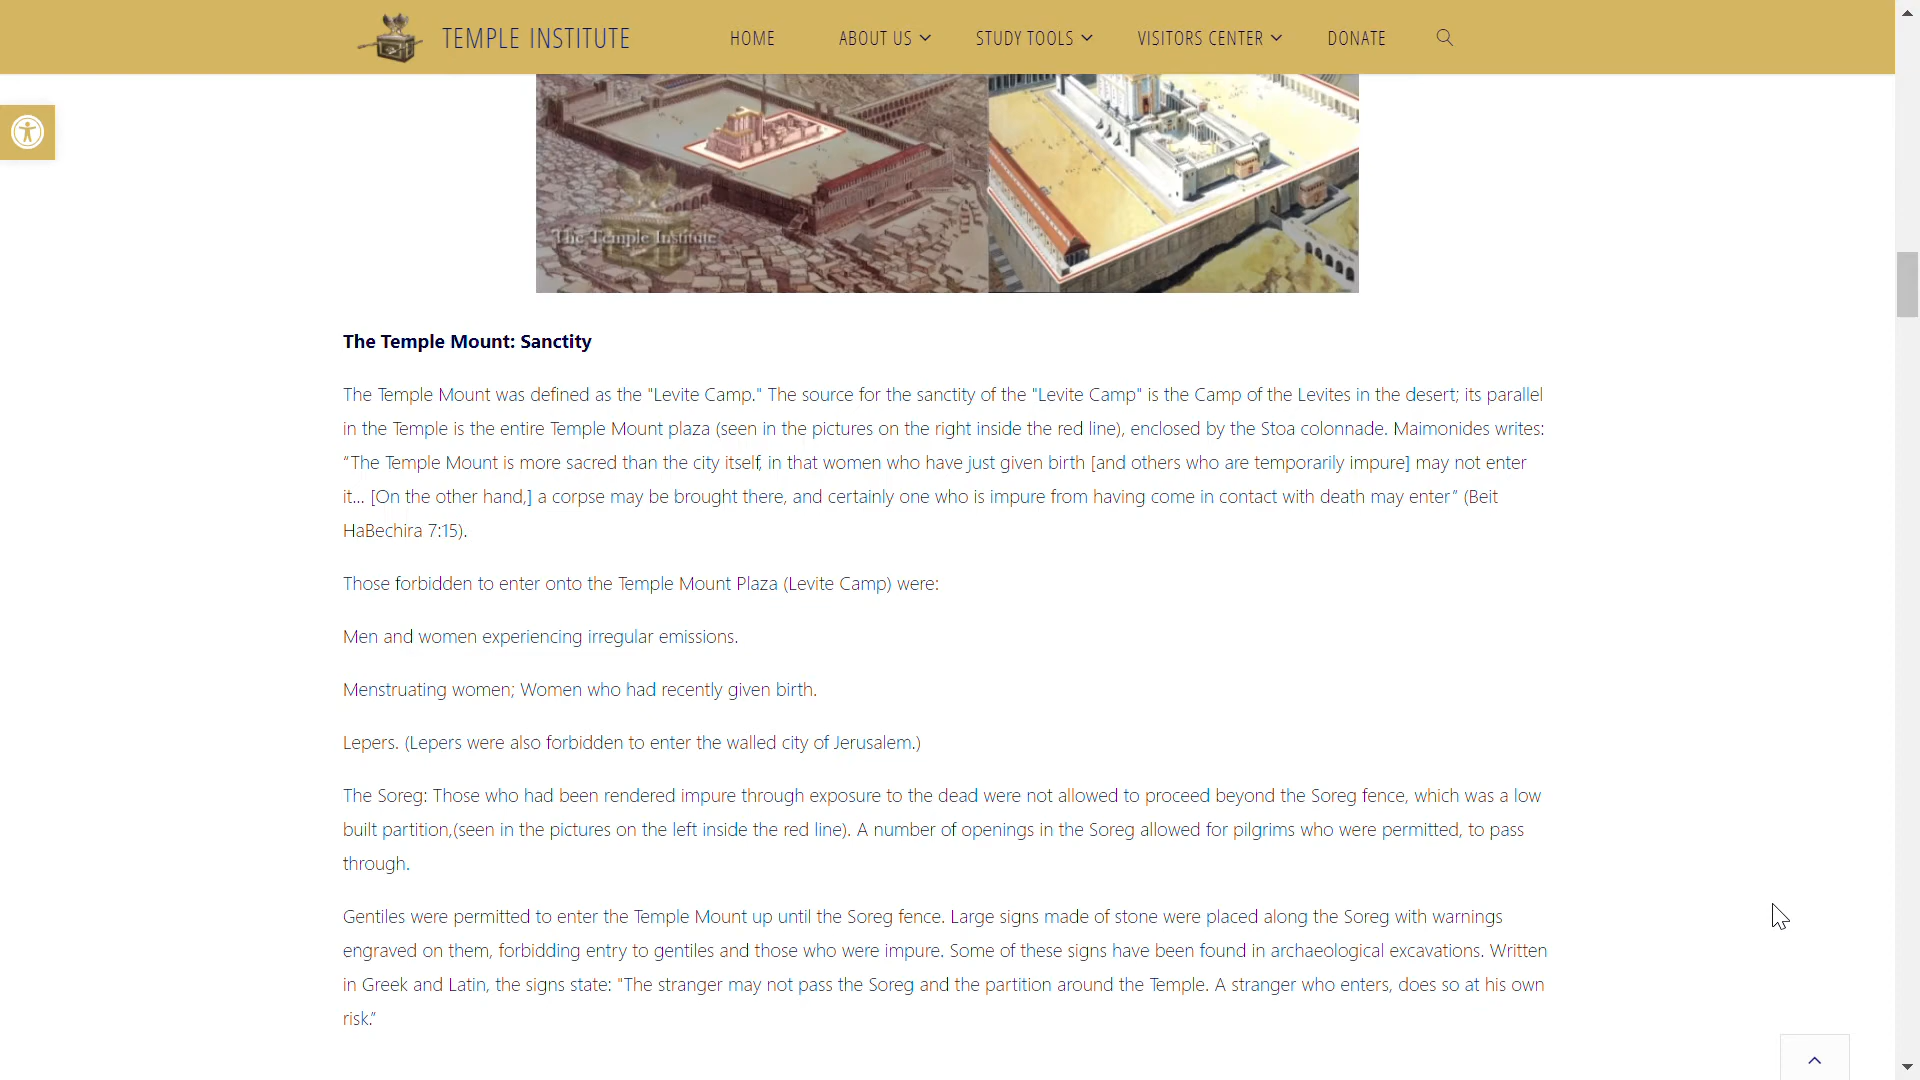 TEMPLE INSTITUTE
HOME
ABOUT US
STUDY TOOLS
VISITORS CENTER
DONATE
The Temple Institute
The Temple Mount: Sanctity
The Temple Mount was defined as the "Levite Camp." The source for the sanctity of the "Levite Camp" is the Camp of the Levites in the desert; its parallel
in the Temple is the entire Temple Mount plaza (seen in the pictures on the right inside the red line), enclosed by the Stoa colonnade. Maimonides writes:
“The Temple Mount is more sacred than the city itself, in that women who have just given birth [and others who are temporarily impure] may not enter
it… [On the other hand,] a corpse may be brought there, and certainly one who is impure from having come in contact with death may enter” (Beit
HaBechira 7:15).
Those forbidden to enter onto the Temple Mount Plaza (Levite Camp) were:
Men and women experiencing irregular emissions.
Menstruating women; Women who had recently given birth.
Lepers. (Lepers were also forbidden to enter the walled city of Jerusalem.)
The Soreg: Those who had been rendered impure through exposure to the dead were not allowed to proceed beyond the Soreg fence, which was a low
built partition,(seen in the pictures on the left inside the red line). A number of openings in the Soreg allowed for pilgrims who were permitted, to pass
through.
Gentiles were permitted to enter the Temple Mount up until the Soreg fence. Large signs made of stone were placed along the Soreg with warnings
engraved on them, forbidding entry to gentiles and those who were impure. Some of these signs have been found in archaeological excavations. Written
in Greek and Latin, the signs state: "The stranger may not pass the Soreg and the partition around the Temple. A stranger who enters, does so at his own
risk.”